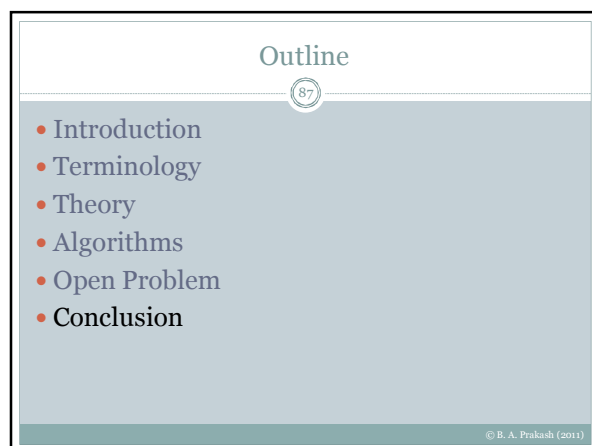 Outline
87
• Introduction
• Terminology
• Theory
• Algorithms
• Open Problem
• Conclusion
© B. A. Prakash (2011)